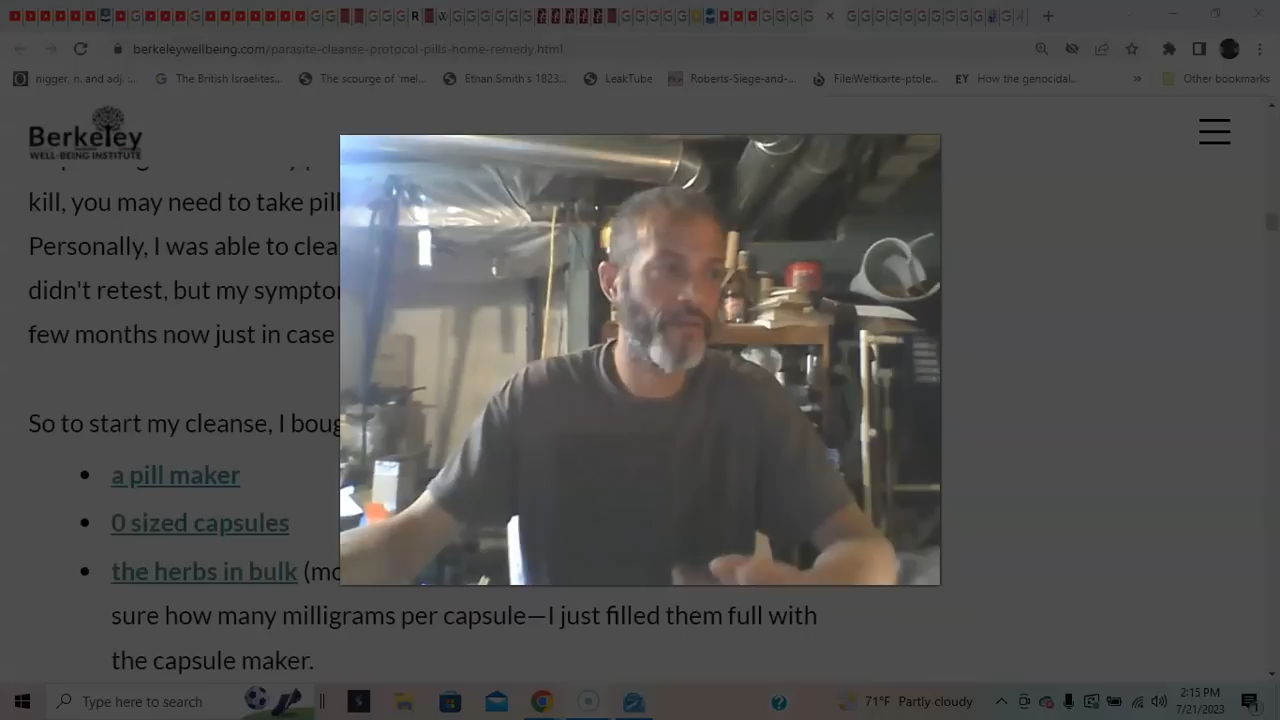 berkeleywellbeing.com/parasite-cleanse-protocol-pills-home-remedy.html
nigger, n. and adj. :... The British Israelites... The scourge of 'mel... Ethan Smith's 1823... LeakTube Roberts-Siege-and-... File:Weltkarte-ptole... EY How the genocidal... » Other bookmarks
Berkeley
WELL-BEING INSTITUTE
kill, you may need to take pill
Personally, I was able to clea
didn't retest, but my sympto
few months now just in case
So to start my cleanse, I boug
a pill maker
0 sized capsules
the herbs in bulk (mo
sure how many milligrams per capsule—I just filled them full with
the capsule maker.
Type here to search
71°F Partly cloudy
2:15 PM
7/21/2023